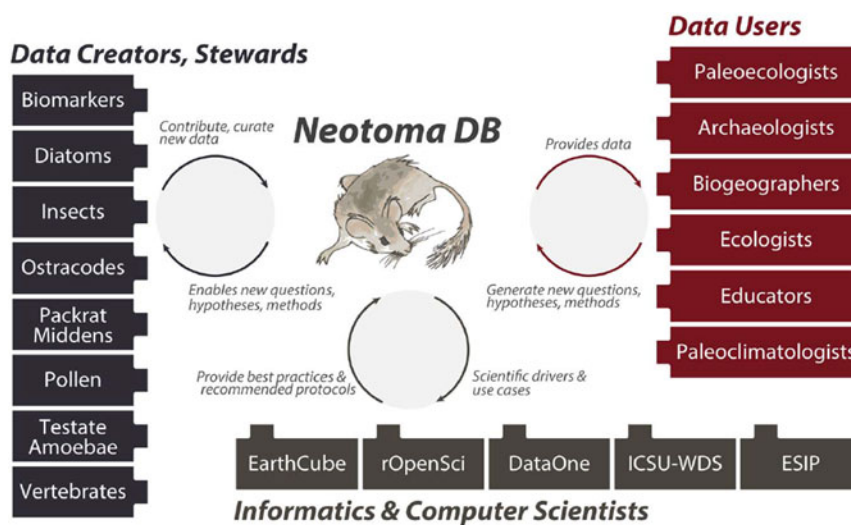 Data Creators, Stewards
Biomarkers
Diatoms
Insects
Ostracodes
Packrat
Middens
Pollen
Testate
Amoebae
Vertebrates
Contribute, curate
new data
Enables new questions,
hypotheses, methods
Neotoma DB
Provides data
Generate new questions,
hypotheses, methods
Data Users
Paleoecologists
Archaeologists
Biogeographers
Ecologists
Educators
Paleoclimatologists
Provide best practices &
recommended protocols
Scientific drivers &
use cases
EarthCube
rOpenSci
DataOne
ICSU-WDS
ESIP
Informatics & Computer Scientists